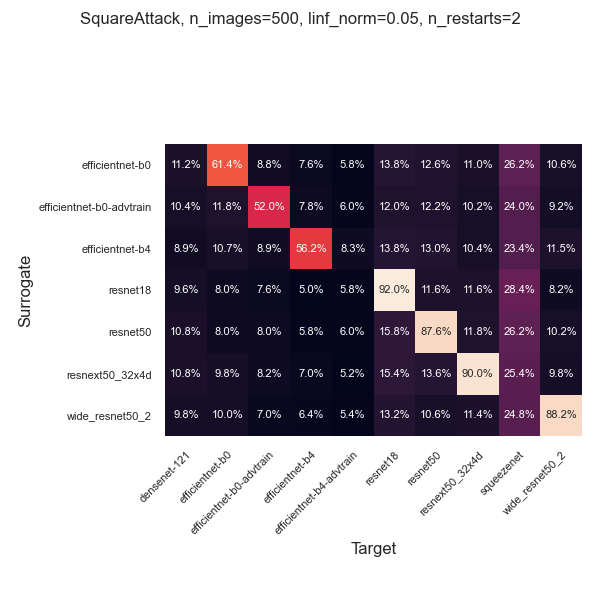 SquareAttack, n_images=500, linf_norm=0.05, n_restarts=2
Surrogate
efficientnet-b0 11.2% 61.4% 8.8% 7.6% 5.8% 13.8% 12.6% 11.0% 26.2% 10.6%
efficientnet-b0-advtrain 10.4% 11.8% 52.0% 7.8% 6.0% 12.0% 12.2% 10.2% 24.0% 9.2%
efficientnet-b4 8.9% 10.7% 8.9% 56.2% 8.3% 13.8% 13.0% 10.4% 23.4% 11.5%
resnet18 9.6% 8.0% 7.6% 5.0% 5.8% 92.0% 11.6% 11.6% 28.4% 8.2%
resnet50 10.8% 8.0% 8.0% 5.8% 6.0% 15.8% 87.6% 11.8% 26.2% 10.2%
resnext50_32x4d 10.8% 9.8% 8.2% 7.0% 5.2% 15.4% 13.6% 90.0% 25.4% 9.8%
wide_resnet50_2 9.8% 10.0% 7.0% 6.4% 5.4% 13.2% 10.6% 11.4% 24.8% 88.2%
densenet-121
efficientnet-b0
efficientnet-b0-advtrain
efficientnet-b4
efficientnet-b4-advtrain
resnet18
resnet50
resnext50_32x4d
squeezenet
wide_resnet50_2
Target